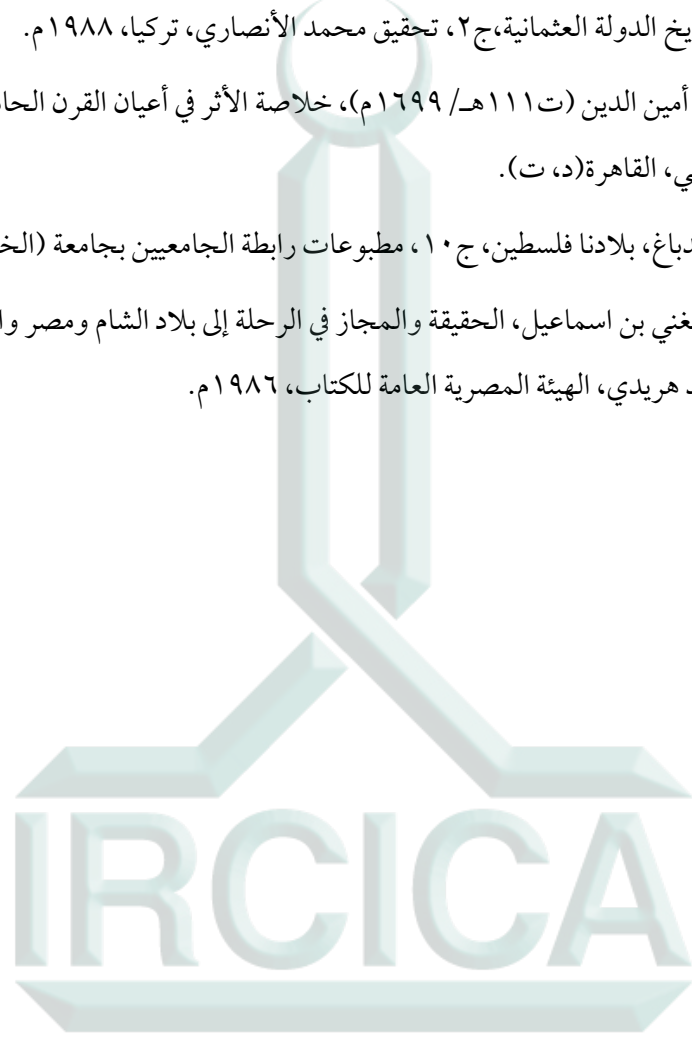 يخ الدولة العثمانية،ج٢، تحقيق محمد الأنصاري، تركيا، ١٩٨٨م.
أمين الدين (ت١١١هـ/ ١٦٩٩م)، خلاصة الأثر في أعيان القرن الحا
ي، القاهرة(د، ت).
دباغ، بلادنا فلسطين، ج١٠، مطبوعات رابطة الجامعيين بجامعة (الخ
لغني بن اسماعيل، الحقيقة والمجاز في الرحلة إلى بلاد الشام ومصر وا
د هريدي، الهيئة المصرية العامة للكتاب، ١٩٨٦م.
IRCICA